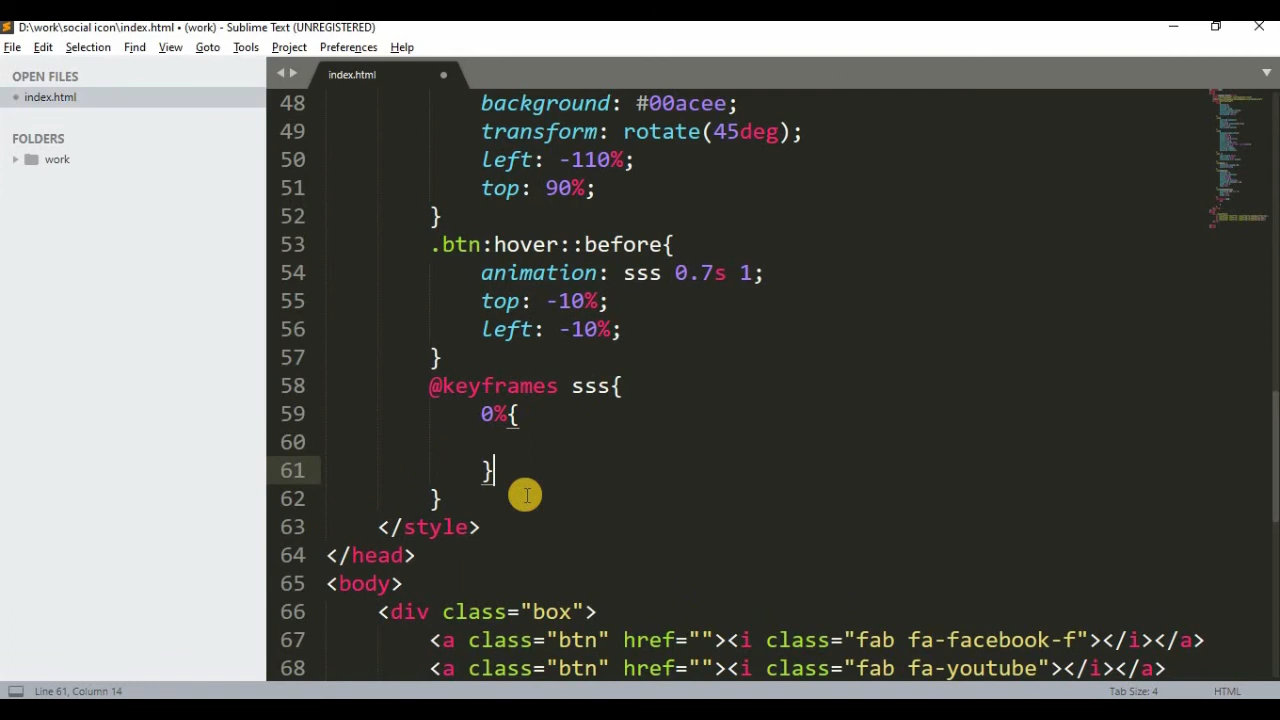 D:\work\social icon\index.html • (work) - Sublime Text (UNREGISTERED)
File Edit Selection Find View Goto Tools Project Preferences Help
OPEN FILES
index.html
FOLDERS
work
index.html
48 background: #00acee;
49 transform: rotate(45deg);
50 left: -110%;
51 top: 90%;
52 }
53 .btn:hover::before{
54 animation: sss 0.7s 1;
55 top: -10%;
56 left: -10%;
57 }
58 @keyframes sss{
59 0%{
60
61 }
62 }
63 </style>
64 </head>
65 <body>
66 <div class="box">
67 <a class="btn" href=""><i class="fab fa-facebook-f"></i></a>
68 <a class="btn" href=""><i class="fab fa-youtube"></i></a>
Line 61, Column 14
Tab Size: 4
HTML